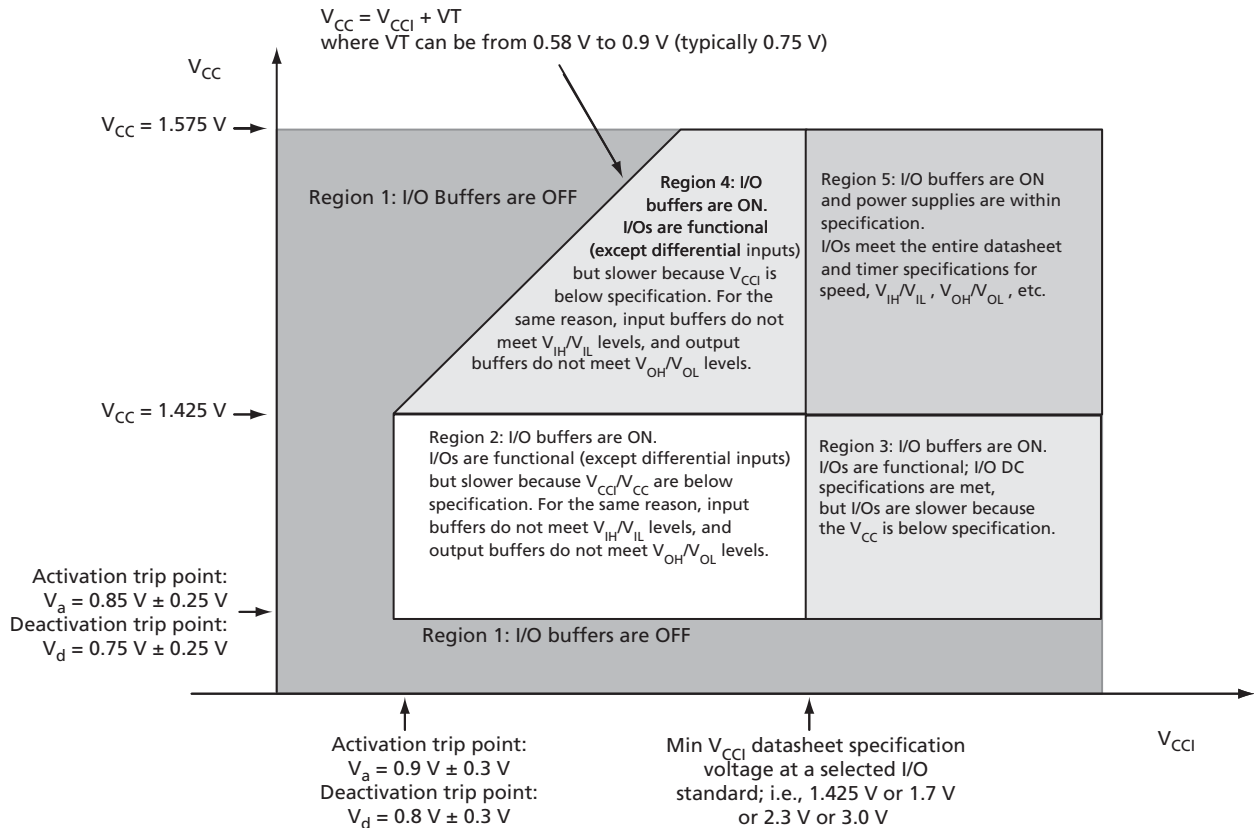 V_CC = V_CCI + VT
where VT can be from 0.58 V to 0.9 V (typically 0.75 V)
V_CC
V_CC = 1.575 V
Region 1: I/O Buffers are OFF
Region 4: I/O
buffers are ON.
I/Os are functional
(except differential inputs)
but slower because V_CCI is
below specification. For the
same reason, input buffers do not
meet V_IH/V_IL levels, and output
buffers do not meet V_OH/V_OL levels.
Region 5: I/O buffers are ON
and power supplies are within
specification.
I/Os meet the entire datasheet
and timer specifications for
speed, V_IH/V_IL , V_OH/V_OL , etc.
V_CC = 1.425 V
Region 2: I/O buffers are ON.
I/Os are functional (except differential inputs)
but slower because V_CCI/V_CC are below
specification. For the same reason, input
buffers do not meet V_IH/V_IL levels, and
output buffers do not meet V_OH/V_OL levels.
Region 3: I/O buffers are ON.
I/Os are functional; I/O DC
specifications are met,
but I/Os are slower because
the V_CC is below specification.
Activation trip point:
V_a = 0.85 V ± 0.25 V
Deactivation trip point:
V_d = 0.75 V ± 0.25 V
Region 1: I/O buffers are OFF
Activation trip point:
V_a = 0.9 V ± 0.3 V
Deactivation trip point:
V_d = 0.8 V ± 0.3 V
Min V_CCI datasheet specification
voltage at a selected I/O
standard; i.e., 1.425 V or 1.7 V
or 2.3 V or 3.0 V
V_CCI